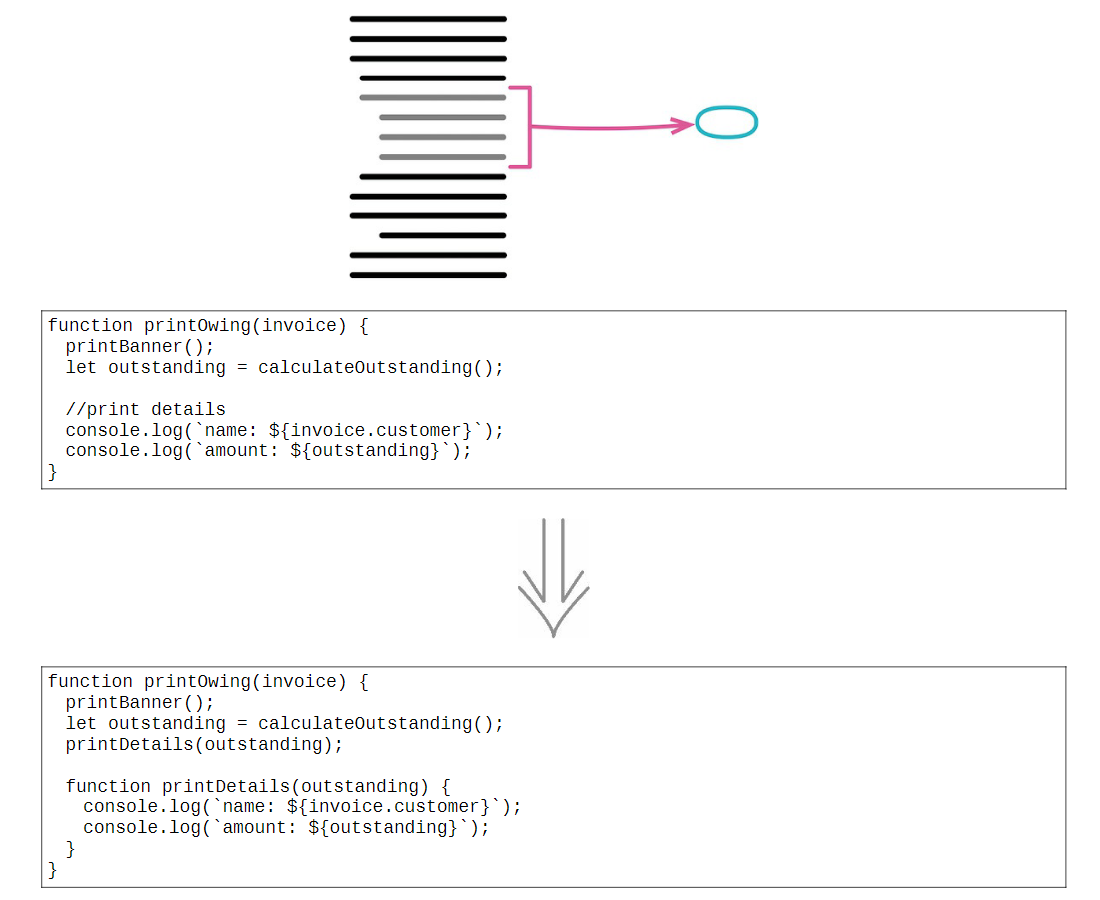 function printOwing(invoice) {
  printBanner();
  let outstanding = calculateOutstanding();

  //print details
  console.log(`name: ${invoice.customer}`);
  console.log(`amount: ${outstanding}`);
}
function printOwing(invoice) {
  printBanner();
  let outstanding = calculateOutstanding();
  printDetails(outstanding);

  function printDetails(outstanding) {
    console.log(`name: ${invoice.customer}`);
    console.log(`amount: ${outstanding}`);
  }
}